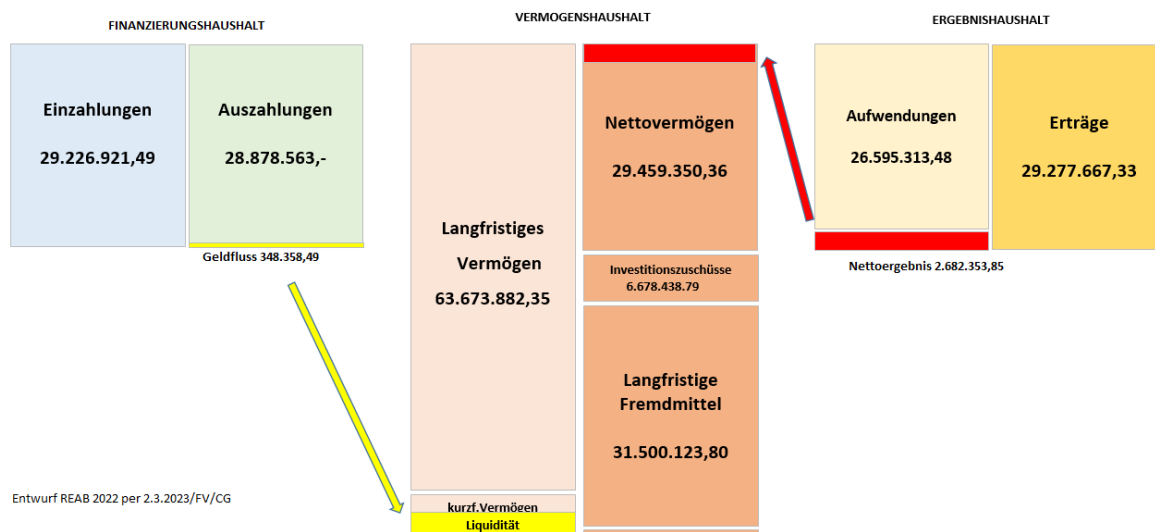 FINANZIERUNGSHAUSHALT
Einzahlungen
29.226.921,49
Auszahlungen
28.878.563,-
Geldfluss 348.358,49
VERMOGENSHAUSHALT
Langfristiges
Vermögen
63.673.882,35
kurzf.Vermögen
Liquidität
Nettovermögen
29.459.350,36
Investitionszuschüsse
6.678.438.79
Langfristige
Fremdmittel
31.500.123,80
ERGEBNISHAUSHALT
Aufwendungen
26.595.313,48
Erträge
29.277.667,33
Nettoergebnis 2.682.353,85
Entwurf REAB 2022 per 2.3.2023/FV/CG